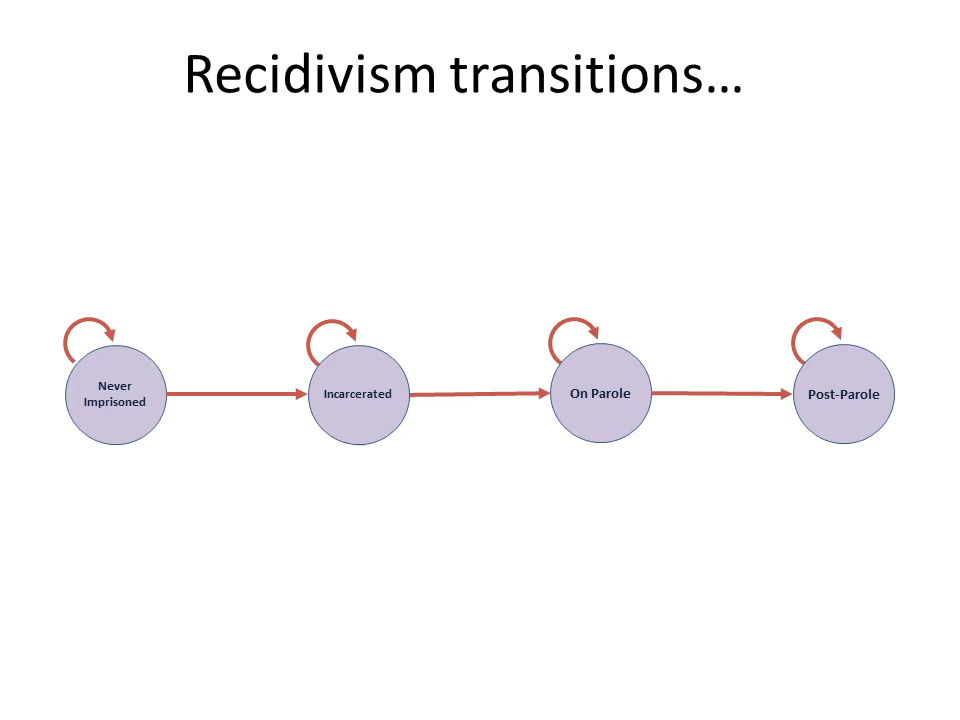 Recidivism transitions…
Never
Imprisoned
Incarcerated
On Parole
Post-Parole